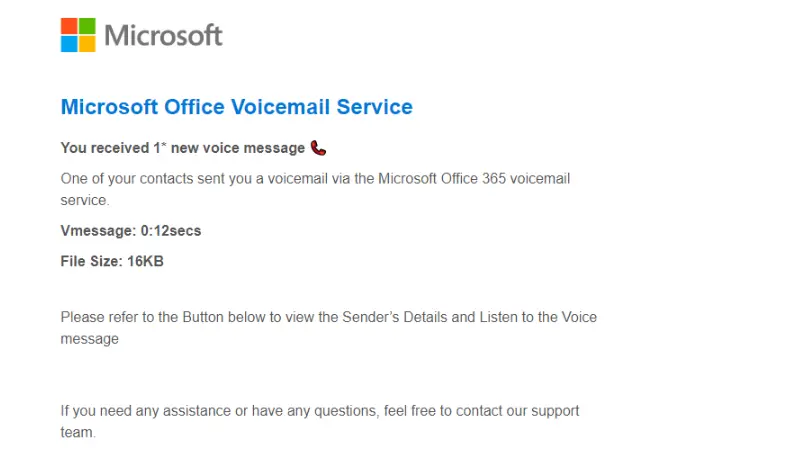 Microsoft
Microsoft Office Voicemail Service
You received 1* new voice message
One of your contacts sent you a voicemail via the Microsoft Office 365 voicemail
service.
Vmessage: 0:12secs
File Size: 16KB
Please refer to the Button below to view the Sender’s Details and Listen to the Voice
message
If you need any assistance or have any questions, feel free to contact our support
team.